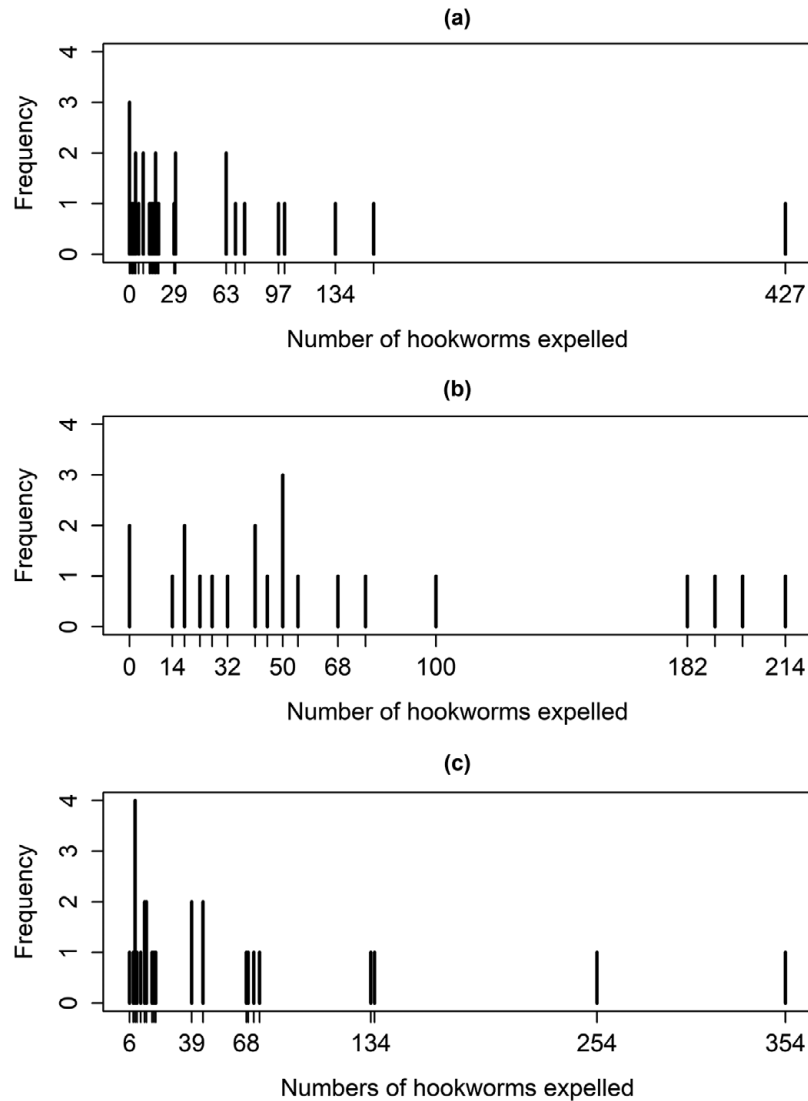 (a)
Frequency
4
3
2
1
0
0 29 63 97 134 427
Number of hookworms expelled
(b)
Frequency
4
3
2
1
0
0 14 32 50 68 100 182 214
Number of hookworms expelled
(c)
Frequency
4
3
2
1
0
6 39 68 134 254 354
Numbers of hookworms expelled